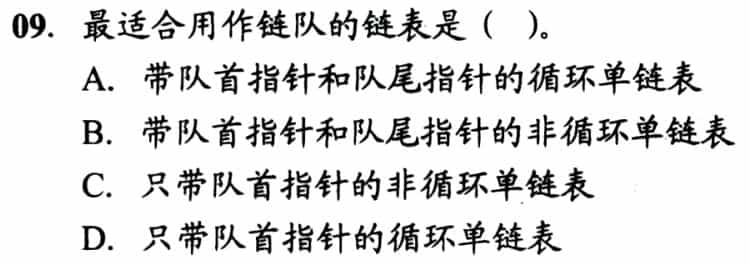 09. 最适合用作链队的链表是（ ）。
A. 带队首指针和队尾指针的循环单链表
B. 带队首指针和队尾指针的非循环单链表
C. 只带队首指针的非循环单链表
D. 只带队首指针的循环单链表